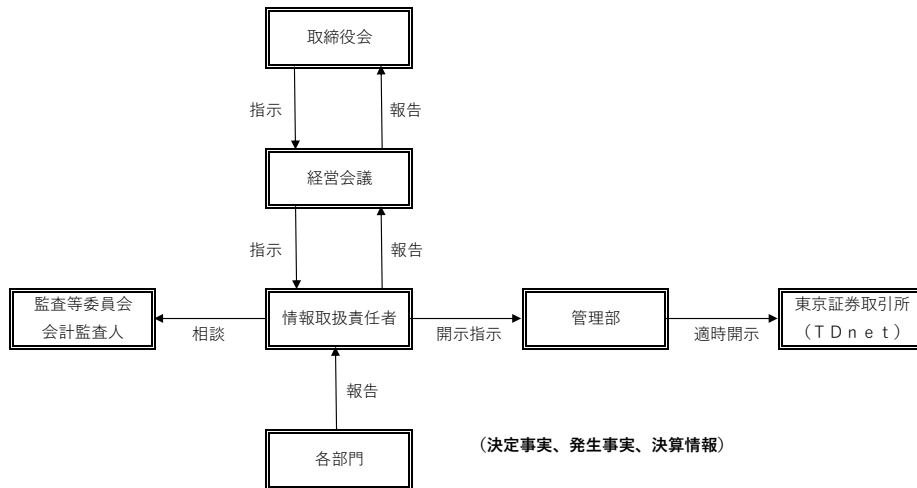 取締役会
指示
報告
経営会議
指示
報告
監査等委員会
会計監査人
相談
情報取扱責任者
開示指示
管理部
適時開示
東京証券取引所
（ＴＤｎｅｔ）
報告
各部門
（決定事実、発生事実、決算情報）